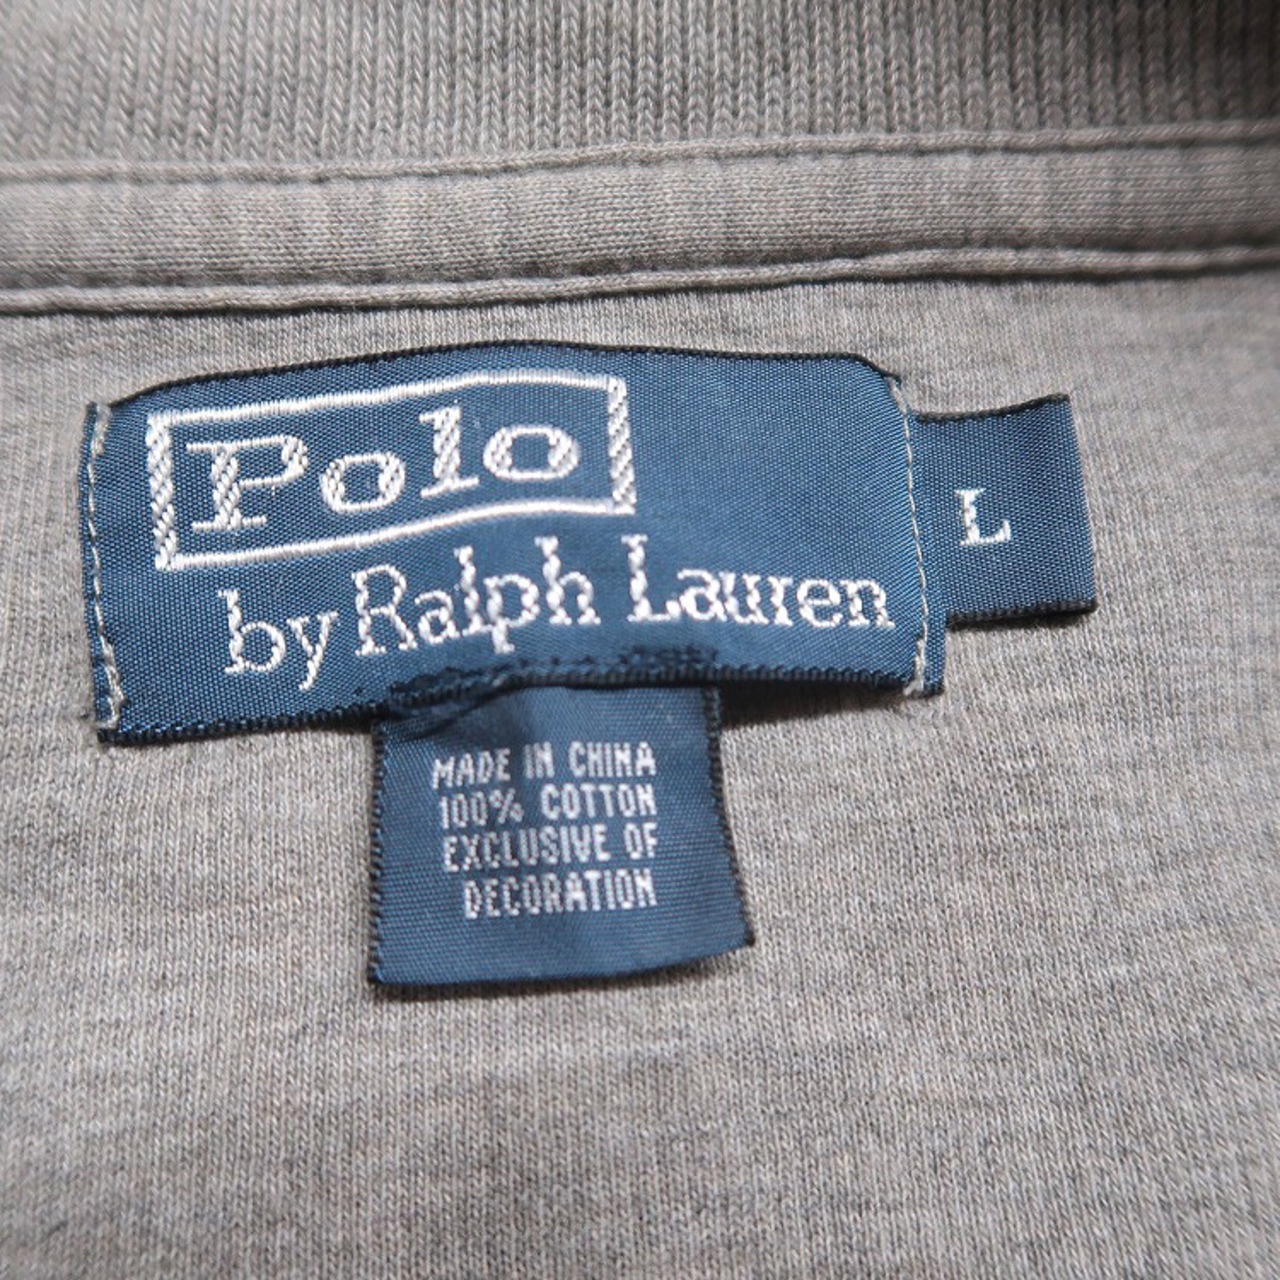 Polo
by Ralph Lauren
L
MADE IN CHINA
100% COTTON
EXCLUSIVE OF
DECORATION